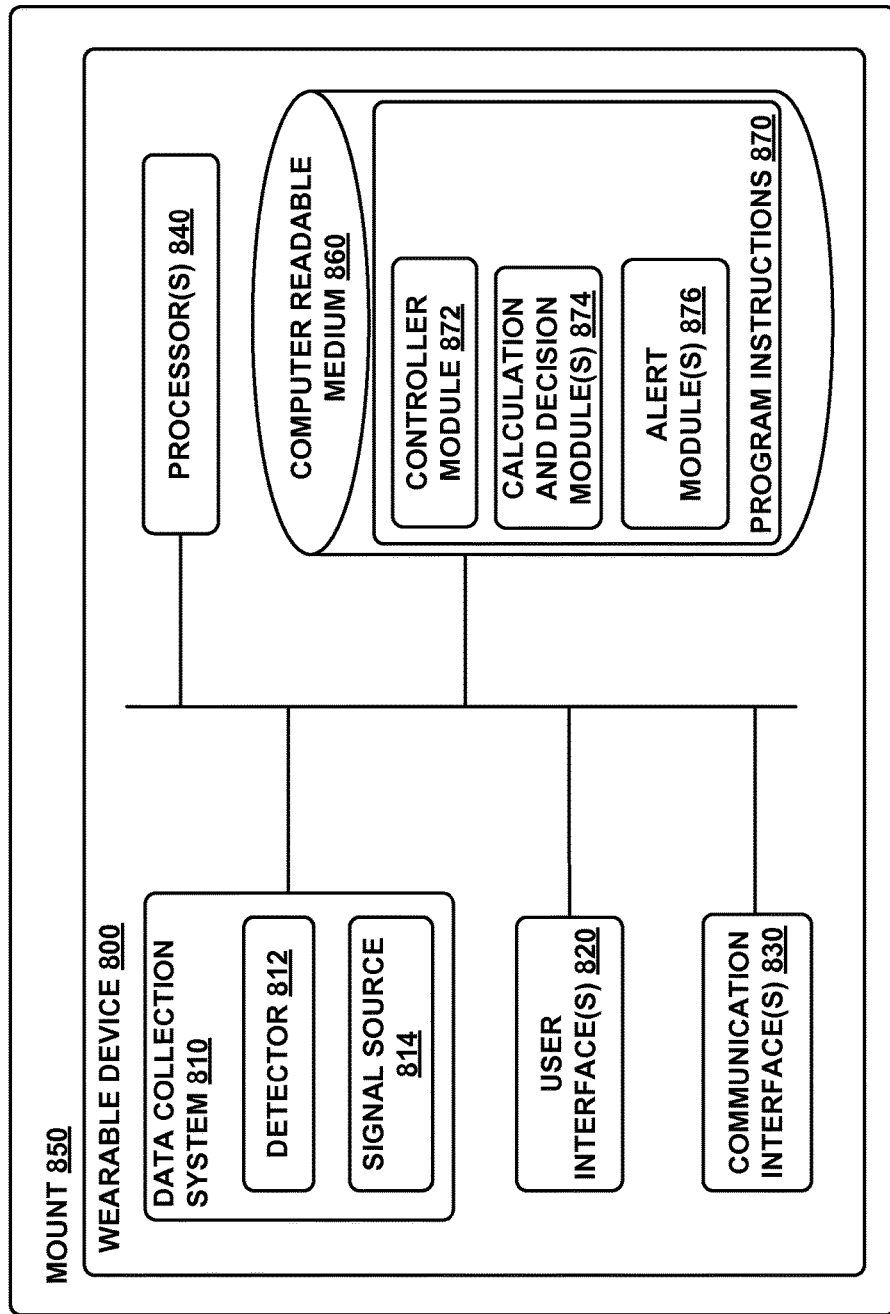 MOUNT 850
WEARABLE DEVICE 800
DATA COLLECTION
SYSTEM 810
DETECTOR 812
SIGNAL SOURCE
814
USER
INTERFACE(S) 820
COMMUNICATION
INTERFACE(S) 830
PROCESSOR(S) 840
COMPUTER READABLE
MEDIUM 860
CONTROLLER
MODULE 872
CALCULATION
AND DECISION
MODULE(S) 874
ALERT
MODULE(S) 876
PROGRAM INSTRUCTIONS 870